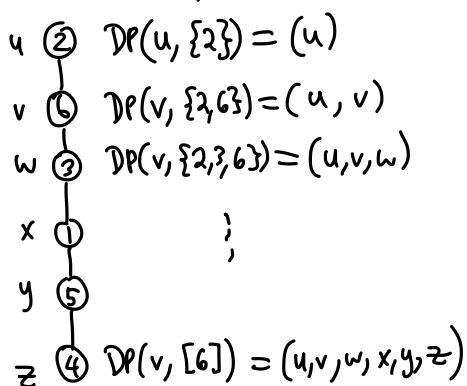 u 2 DP(u, {2}) = (u)
v 6 DP(v, {2,6}) = (u, v)
w 3 DP(v, {2,3,6}) = (u,v,w)
x 1 ⋮
y 5
z 4 DP(v, [6]) = (u,v,w,x,y,z)